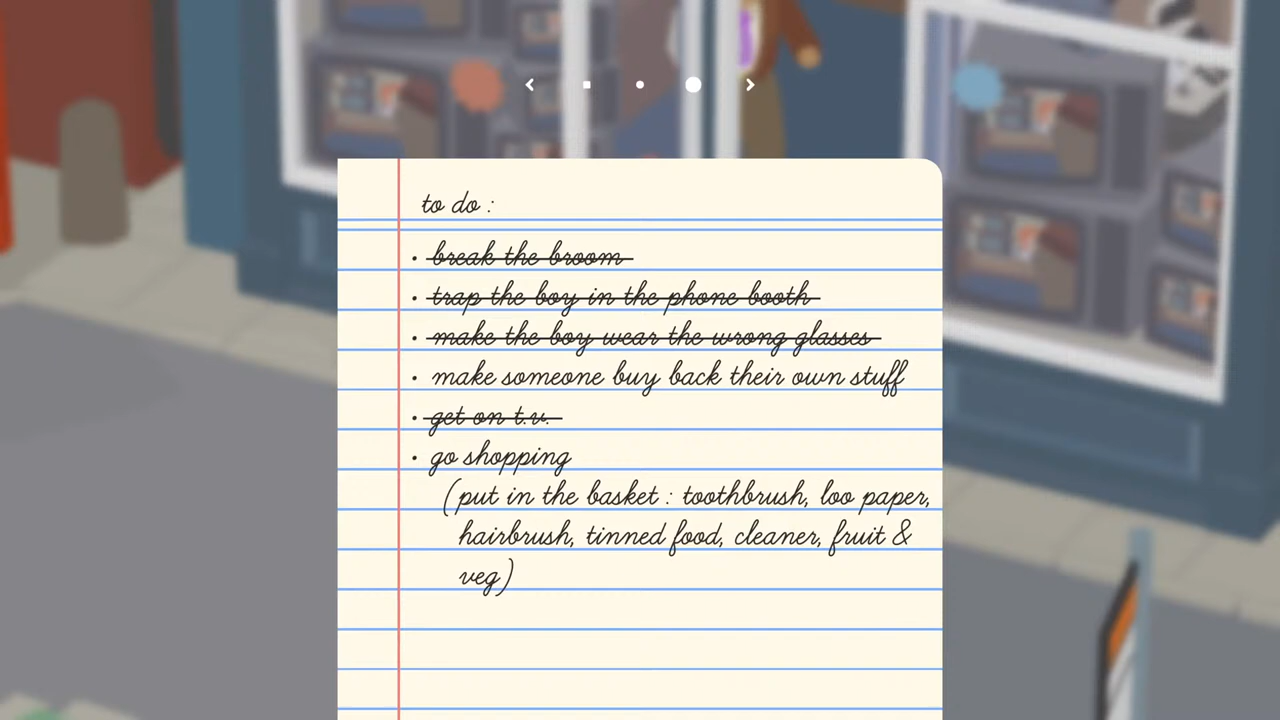 to do :
• break the broom
• trap the boy in the phone booth
• make the boy wear the wrong glasses
• make someone buy back their own stuff
• get on t.v.
• go shopping
(put in the basket : toothbrush, loo paper,
hairbrush, tinned food, cleaner, fruit &
veg)